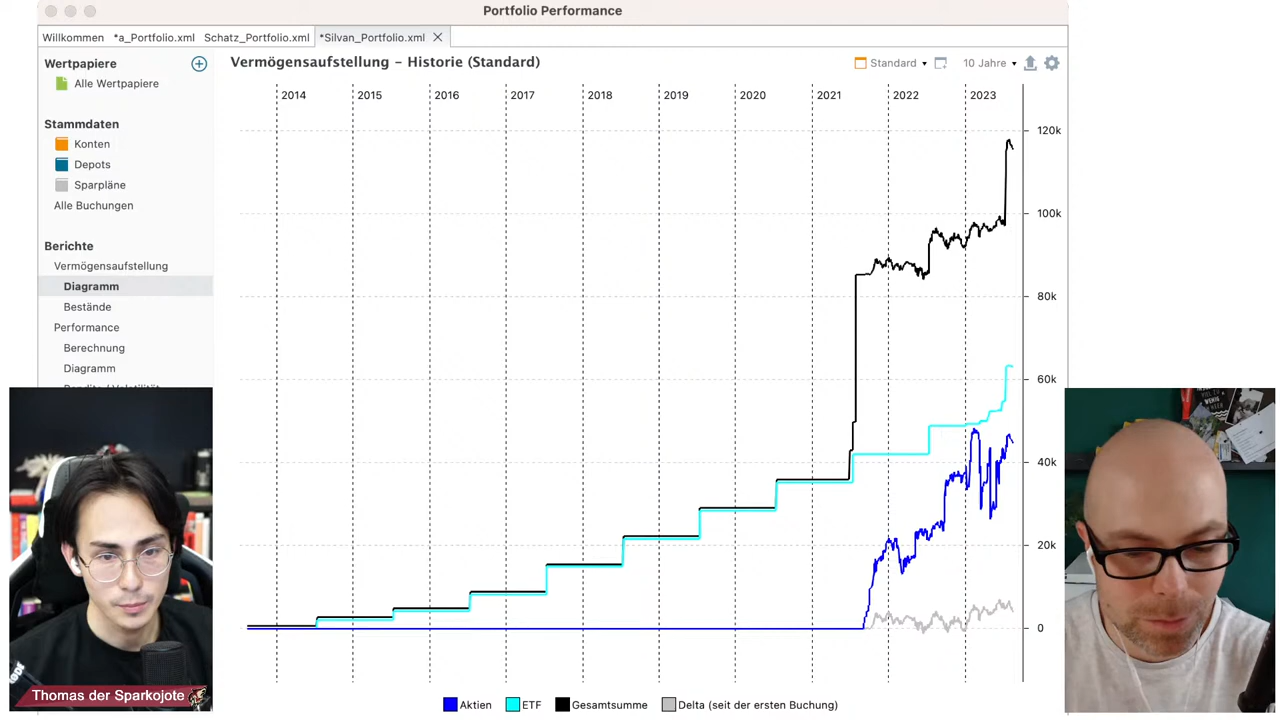 Portfolio Performance
Willkommen *a_Portfolio.xml Schatz_Portfolio.xml *Silvan_Portfolio.xml
Wertpapiere
Alle Wertpapiere
Stammdaten
Konten
Depots
Sparpläne
Alle Buchungen
Berichte
Vermögensaufstellung
Diagramm
Bestände
Performance
Berechnung
Diagramm
Vermögensaufstellung – Historie (Standard)
Standard 10 Jahre
2014 2015 2016 2017 2018 2019 2020 2021 2022 2023
120k
100k
80k
60k
40k
20k
0
Aktien ETF Gesamtsumme Delta (seit der ersten Buchung)
Thomas der Sparkojote